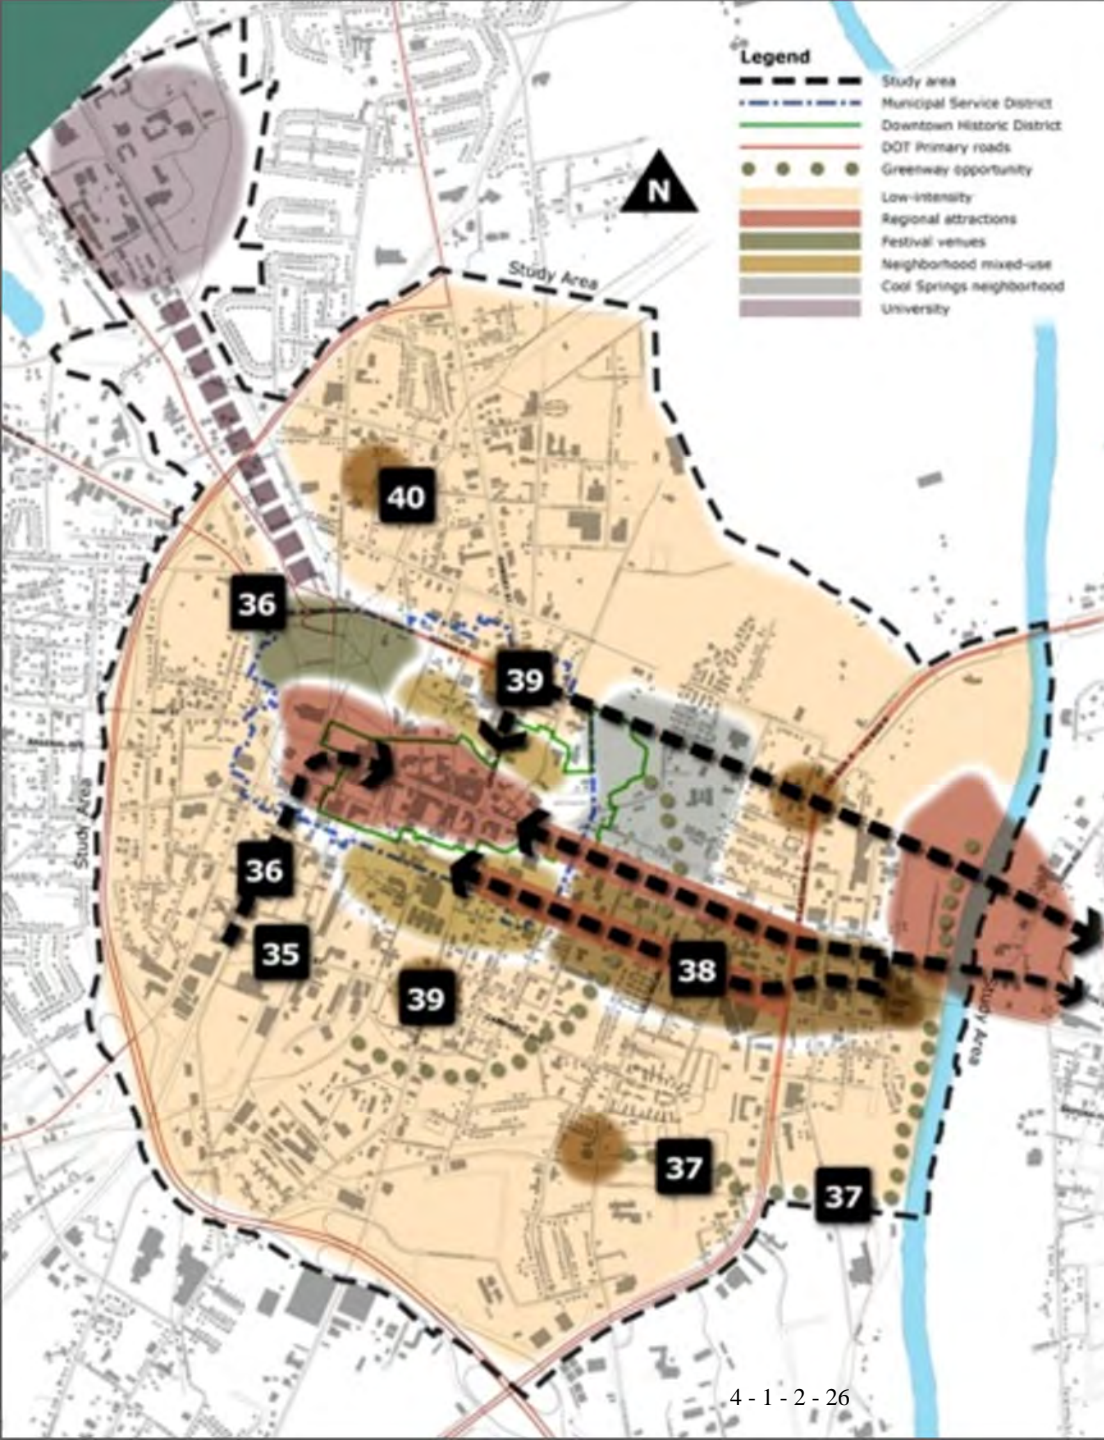 Legend
Study area
Municipal Service District
Downtown Historic District
DOT Primary roads
Greenway opportunity
Low-intensity
Regional attractions
Festival venues
Neighborhood mixed-use
Cool Springs neighborhood
University
N
Study Area
40
36
39
Study Area
36
35
38
39
Study Area
37
37
4 - 1 - 2 - 26